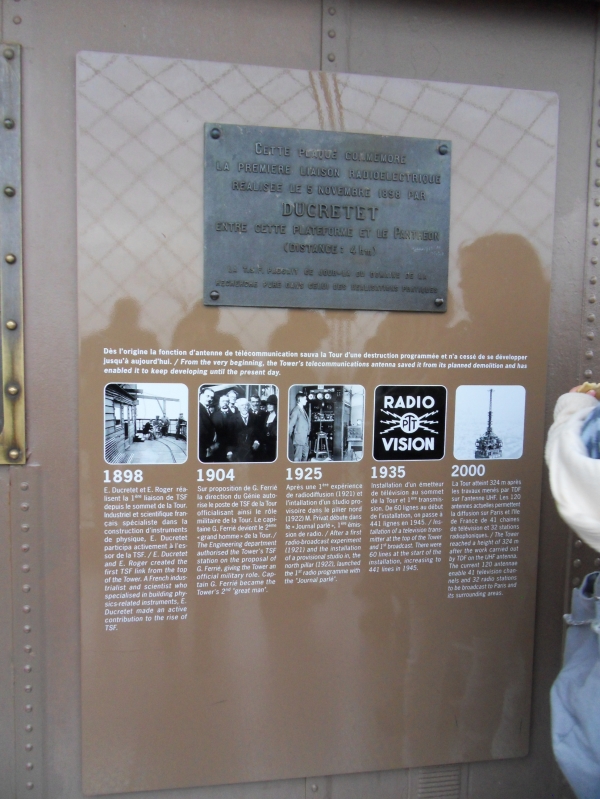 CETTE PLAQUE COMMEMORE
LA PREMIERE LIAISON RADIOELECTRIQUE
REALISEE LE 5 NOVEMBRE 1898 PAR
DUCRETET
ENTRE CETTE PLATEFORME ET LE PANTHEON
(DISTANCE: 4 km)
Dès l'origine la fonction d'antenne de télécommunication sauva la Tour d'une destruction programmée et n'a cessé de se développer
jusqu'à aujourd'hui. / From the very beginning, the Tower's telecommunications antenna saved it from its planned demolition and has
enabled it to keep developing until the present day.
RADIO
PTT
VISION
1898
E. Ducretet et E. Roger réa-
lisent la 1ère liaison de TSF
depuis le sommet de la Tour.
Industriel et scientifique fran-
çais spécialiste dans la
construction d'instruments
de physique, E. Ducretet
participa activement à l'es-
sor de la TSF. / E. Ducretet
and E. Roger created the
first TSF link from the top
of the Tower. A French indus-
trialist and scientist who
specialised in building phy-
sics-related instruments, E.
Ducretet made an active
contribution to the rise of
TSF.
1904
Sur proposition de G. Ferrié
la direction du Génie auto-
rise le poste de TSF de la Tour
officialisant ainsi le rôle
militaire de la Tour. Le capi-
taine G. Ferrié devient le 2ème
« grand homme » de la Tour. /
The Engineering department
authorised the Tower's TSF
station on the proposal of
G. Ferrié, giving the Tower an
official military role. Cap-
tain G. Ferrié became the
Tower's 2nd "great man".
1925
Après une 1ère expérience
de radiodiffusion (1921) et
l'intallation d'un studio pro-
visoire dans le pilier nord
(1922) M. Privat débute dans
le « Journal parlé », 1ère émis-
sion de radio. / After a first
radio-broadcast experiment
(1921) and the installation
of a provisional studio in, the
north pillar (1922), launched
the 1st radio programme with
the "Journal parlé".
1935
Installation d'un émetteur
de télévision au sommet
de la Tour et 1ère transmis-
sion. De 60 lignes au début
de l'installation, on passe à
441 lignes en 1945. / Ins-
tallation of a television trans-
mitter at the top of the Tower
and 1st broadcast. There were
60 lines at the start of the
installation, increasing to
441 lines in 1945.
2000
La Tour atteint 324 m après
les travaux menés par TDF
sur l'antenne UHF. Les 120
antennes actuelles permettent
la diffusion sur Paris et l'Ile
de France de 41 chaînes
de télévision et 32 stations
radiophoniques. / The Tower
reached a height of 324 m
after the work carried out
by TDF on the UHF antenna.
The current 120 antennae
enable 41 television chan-
nels and 32 radio stations
to be broadcast to Paris and
its surrounding areas.